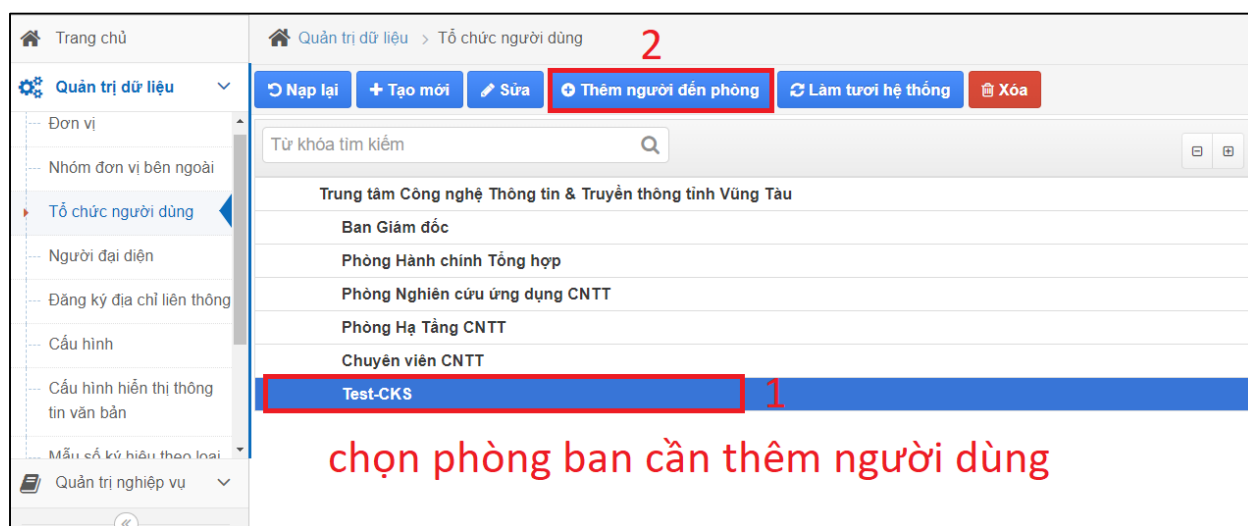 Trang chủ
Quản trị dữ liệu > Tổ chức người dùng
2
Quản trị dữ liệu
Nạp lại
Tạo mới
Sửa
Thêm người đến phòng
Làm tươi hệ thống
Xóa
Đơn vị
Nhóm đơn vị bên ngoài
Tổ chức người dùng
Người đại diện
Đăng ký địa chỉ liên thông
Cấu hình
Cấu hình hiển thị thông
tin văn bản
Mẫu số ký hiệu theo loại
Quản trị nghiệp vụ
Từ khóa tìm kiếm
Trung tâm Công nghệ Thông tin & Truyền thông tỉnh Vũng Tàu
Ban Giám đốc
Phòng Hành chính Tổng hợp
Phòng Nghiên cứu ứng dụng CNTT
Phòng Hạ Tầng CNTT
Chuyên viên CNTT
Test-CKS
1
chọn phòng ban cần thêm người dùng